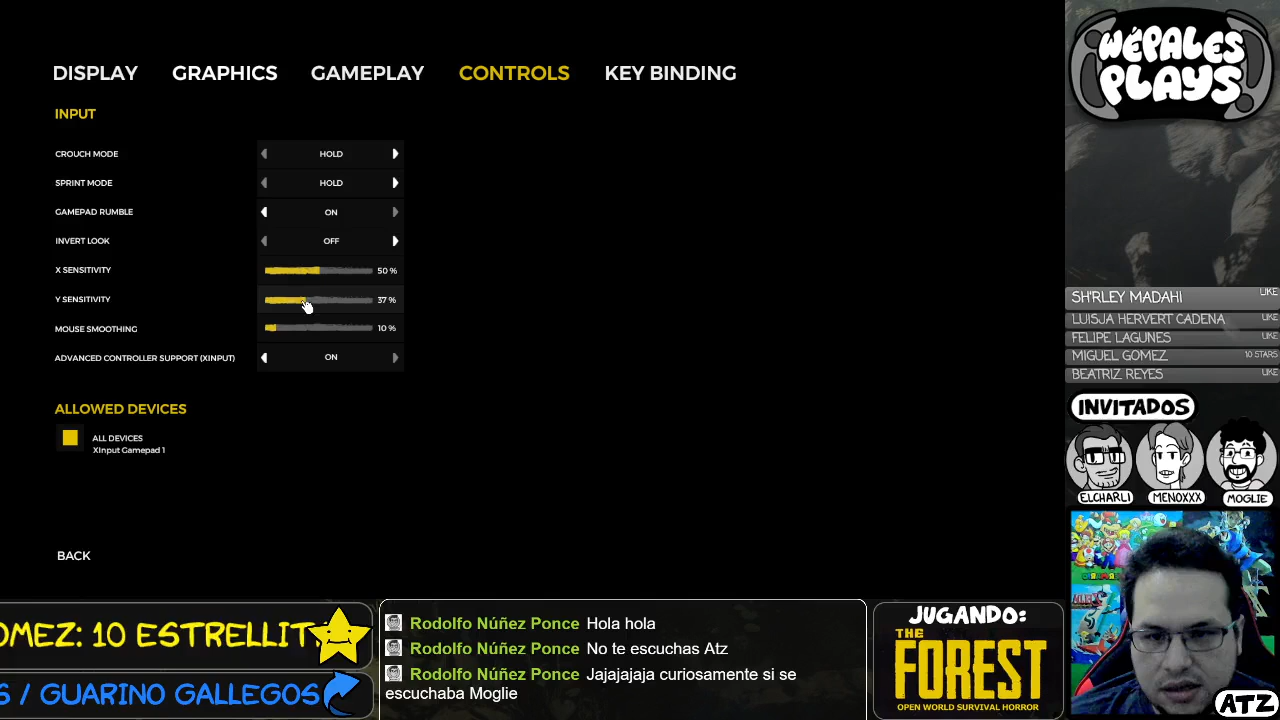 DISPLAY GRAPHICS GAMEPLAY CONTROLS KEY BINDING
INPUT
CROUCH MODE HOLD
SPRINT MODE HOLD
GAMEPAD RUMBLE ON
INVERT LOOK OFF
X SENSITIVITY 50 %
Y SENSITIVITY 37 %
MOUSE SMOOTHING 10 %
ADVANCED CONTROLLER SUPPORT (XINPUT) ON
ALLOWED DEVICES
ALL DEVICES
XInput Gamepad 1
BACK
WÉPALES
PLAYS
SH'RLEY MADAHI LIKE
LUISJA HERVERT CADENA LIKE
FELIPE LAGUNES LIKE
MIGUEL GOMEZ 10 STARS
BEATRIZ REYES LIKE
INVITADOS
ELCHARLI MENOXXX MOGLIE
OMEZ: 10 ESTRELLIT
S / GUARINO GALLEGOS
Rodolfo Núñez Ponce Hola hola
Rodolfo Núñez Ponce No te escuchas Atz
Rodolfo Núñez Ponce Jajajajaja curiosamente si se
escuchaba Moglie
JUGANDO:
THE
FOREST
OPEN WORLD SURVIVAL HORROR
ATZ